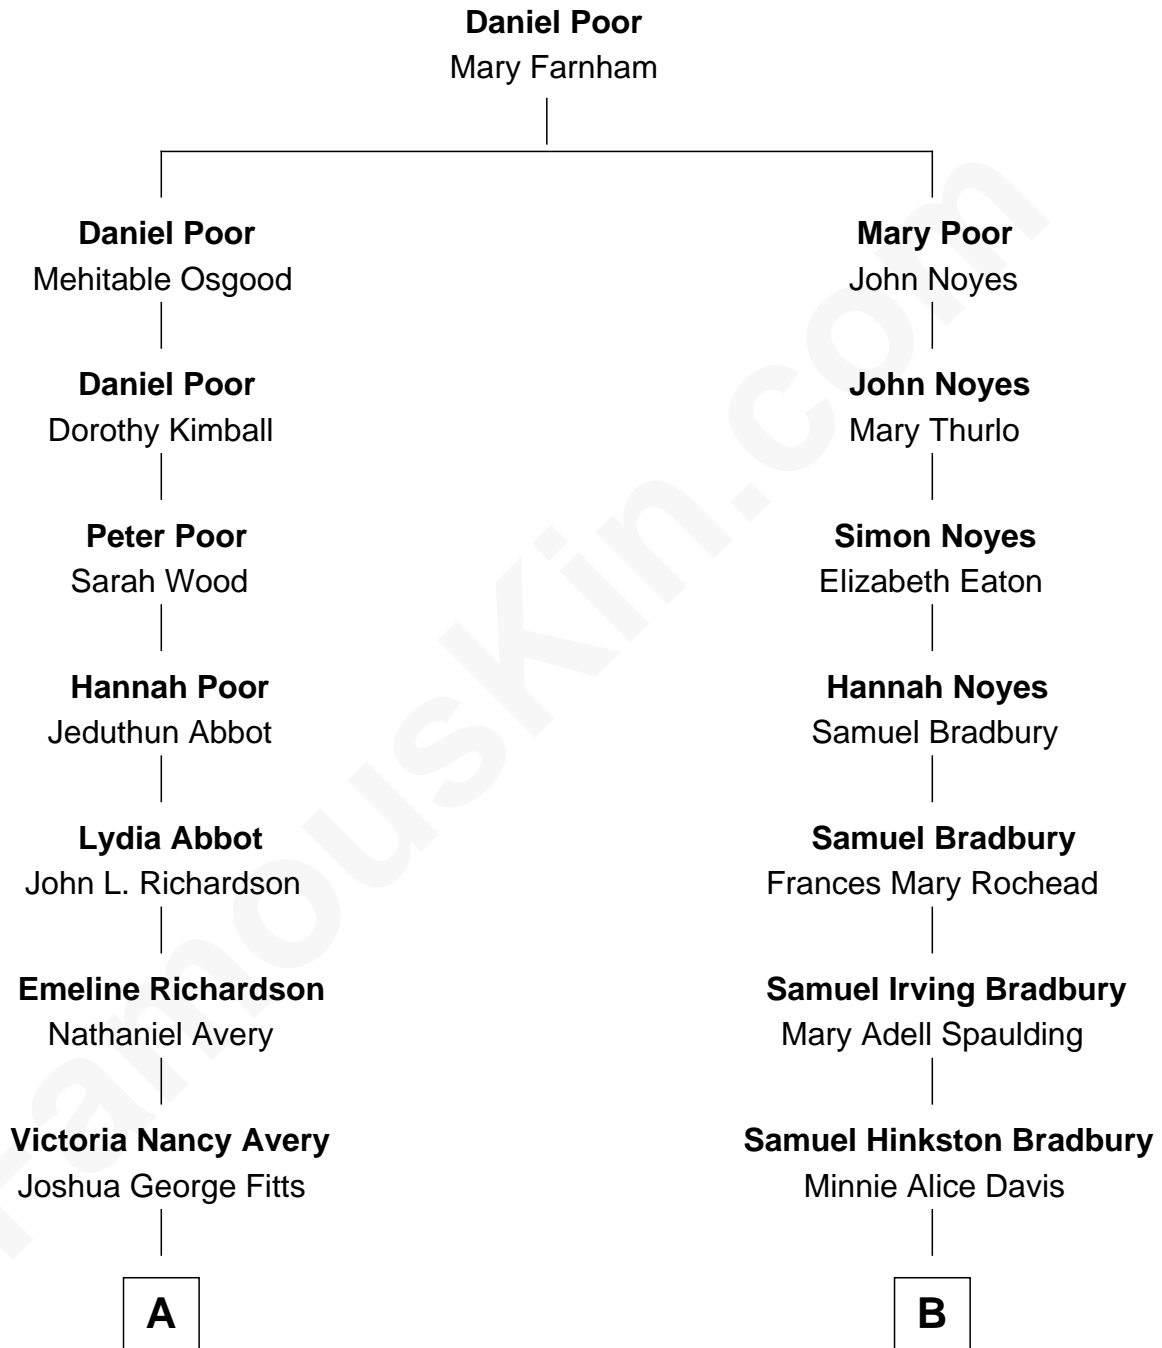 Daniel Poor
Mary Farnham
Daniel Poor
Mehitable Osgood
Mary Poor
John Noyes
Daniel Poor
Dorothy Kimball
John Noyes
Mary Thurlo
Peter Poor
Sarah Wood
Simon Noyes
Elizabeth Eaton
Hannah Poor
Jeduthun Abbot
Hannah Noyes
Samuel Bradbury
Lydia Abbot
John L. Richardson
Samuel Bradbury
Frances Mary Rochead
Emeline Richardson
Nathaniel Avery
Samuel Irving Bradbury
Mary Adell Spaulding
Victoria Nancy Avery
Joshua George Fitts
Samuel Hinkston Bradbury
Minnie Alice Davis
A
B
FamousKin.com